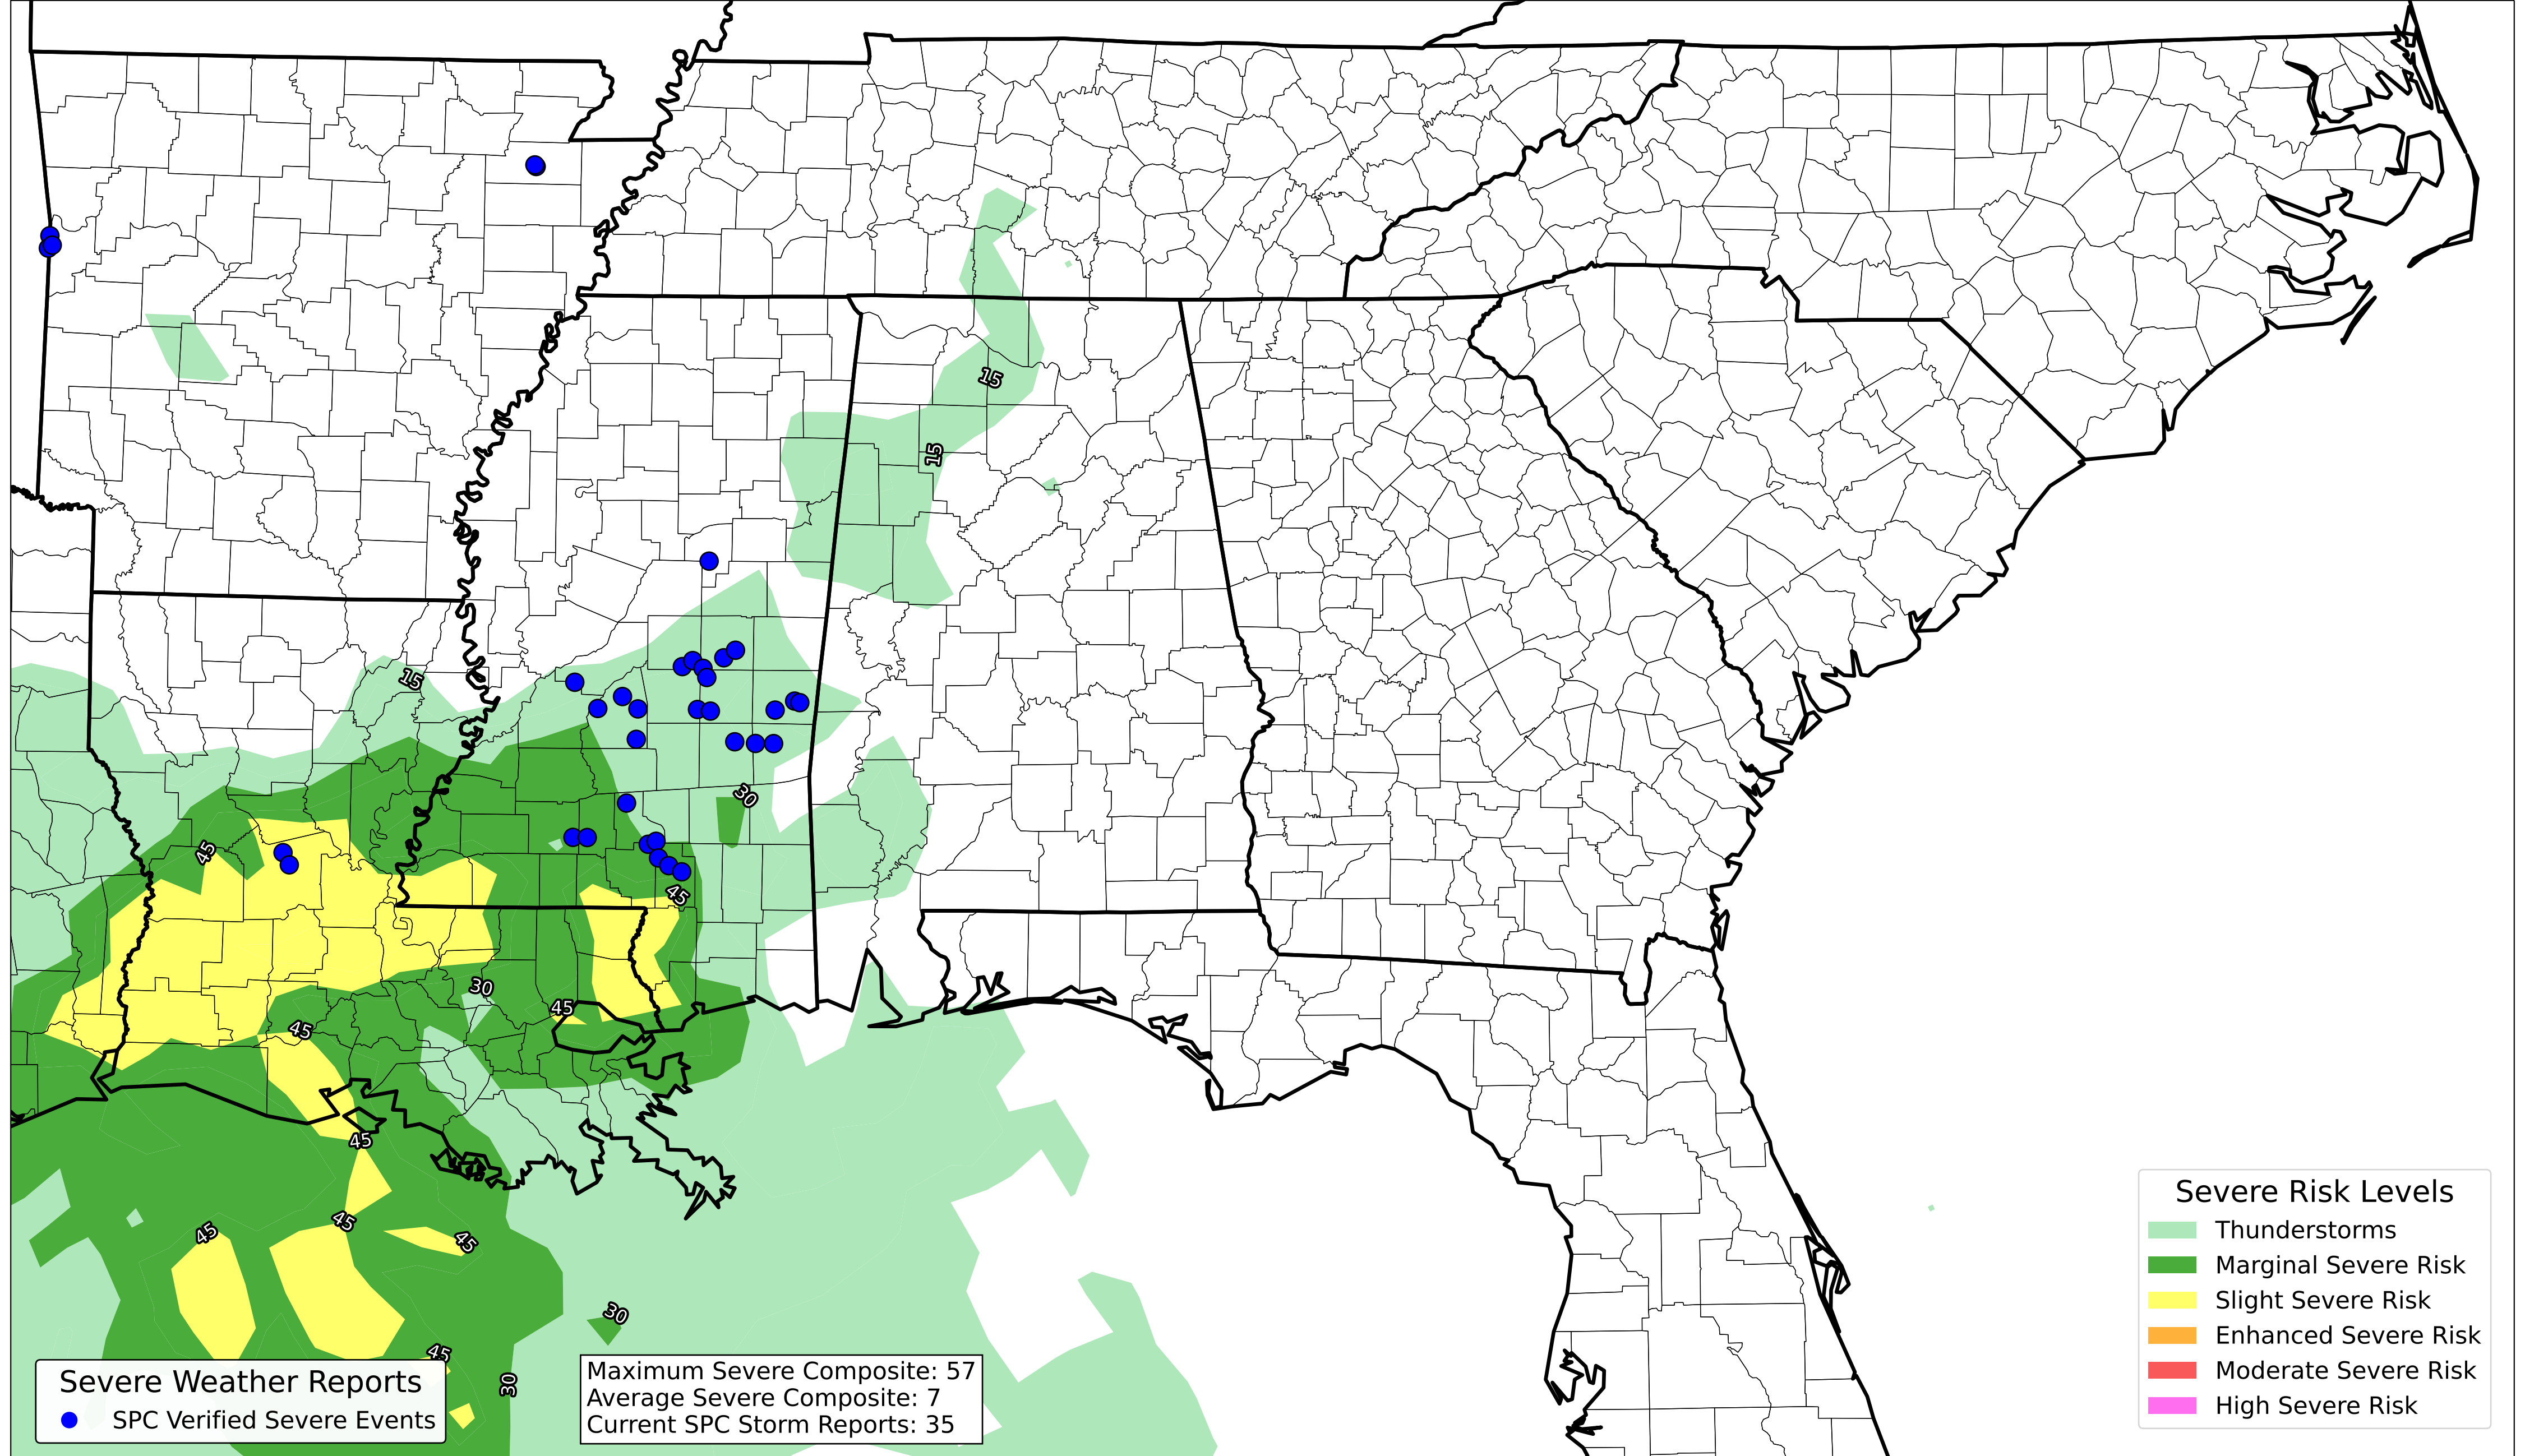 15
15
15
30
45
45
30
45
45
45
45
45
45
30
45
30
Severe Weather Reports
SPC Verified Severe Events
Maximum Severe Composite: 57
Average Severe Composite: 7
Current SPC Storm Reports: 35
Severe Risk Levels
Thunderstorms
Marginal Severe Risk
Slight Severe Risk
Enhanced Severe Risk
Moderate Severe Risk
High Severe Risk